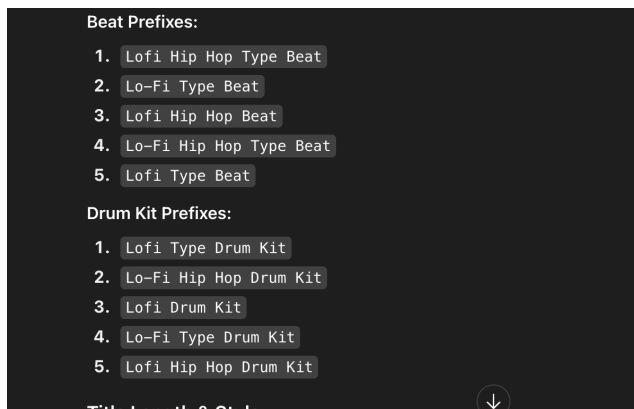 Beat Prefixes:
1. Lofi Hip Hop Type Beat
2. Lo-Fi Type Beat
3. Lofi Hip Hop Beat
4. Lo-Fi Hip Hop Type Beat
5. Lofi Type Beat
Drum Kit Prefixes:
1. Lofi Type Drum Kit
2. Lo-Fi Hip Hop Drum Kit
3. Lofi Drum Kit
4. Lo-Fi Type Drum Kit
5. Lofi Hip Hop Drum Kit
Title Length & Style